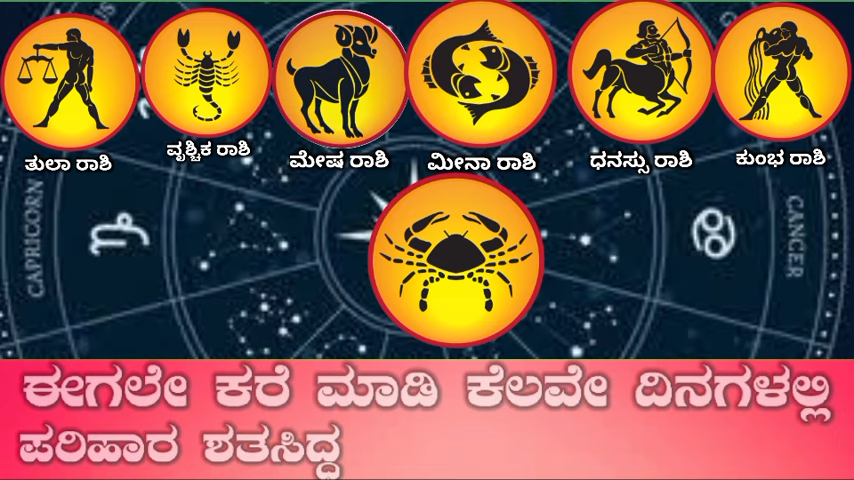 ತುಲಾ ರಾಶಿ
ವೃಶ್ಚಿಕ ರಾಶಿ
ಮೇಷ ರಾಶಿ
ಮೀನಾ ರಾಶಿ
ಧನಸ್ಸು ರಾಶಿ
ಕುಂಭ ರಾಶಿ
CAPRICORN
CANCER
ಈಗಲೇ ಕರೆ ಮಾಡಿ ಕೆಲವೇ ದಿನಗಳಲ್ಲಿ
ಪರಿಹಾರ ಶತಸಿದ್ಧ